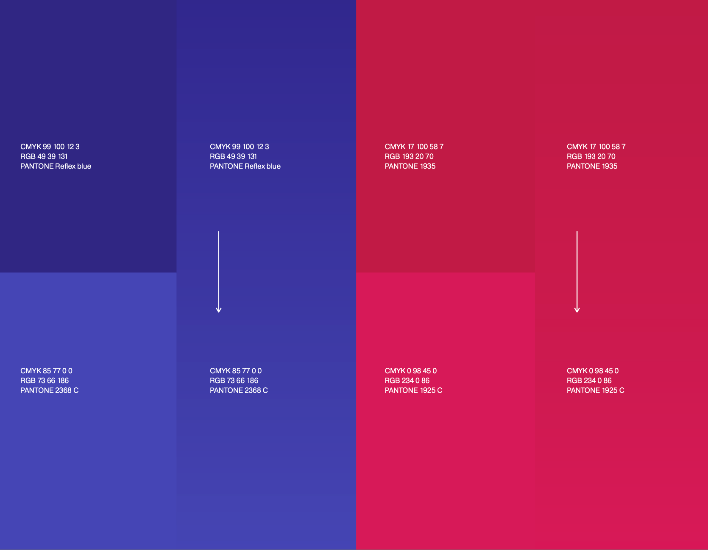 CMYK 99 100 12 3
RGB 49 39 131
PANTONE Reflex blue
CMYK 99 100 12 3
RGB 49 39 131
PANTONE Reflex blue
CMYK 17 100 58 7
RGB 193 20 70
PANTONE 1935
CMYK 17 100 58 7
RGB 193 20 70
PANTONE 1935
CMYK 85 77 0 0
RGB 73 66 186
PANTONE 2368 C
CMYK 85 77 0 0
RGB 73 66 186
PANTONE 2368 C
CMYK 0 98 45 0
RGB 234 0 86
PANTONE 1925 C
CMYK 0 98 45 0
RGB 234 0 86
PANTONE 1925 C